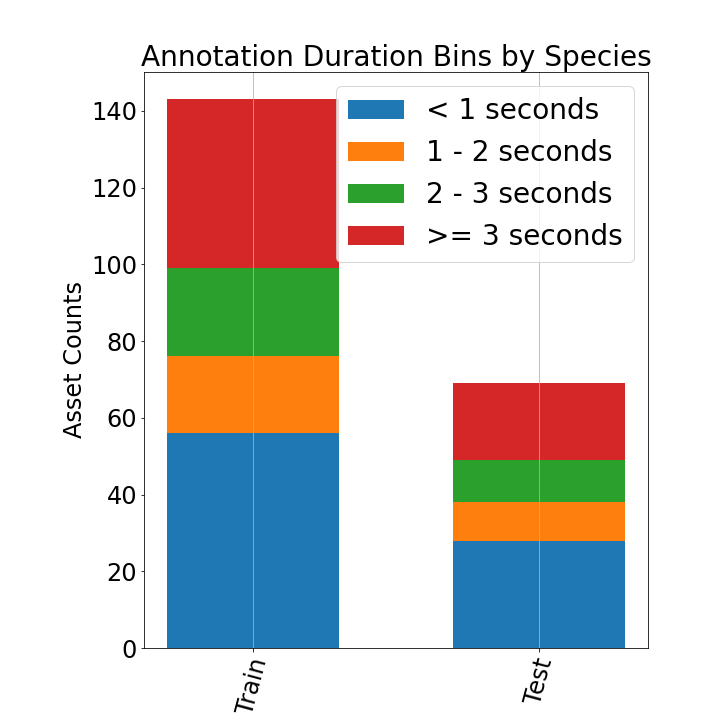 Annotation Duration Bins by Species
< 1 seconds
1 - 2 seconds
2 - 3 seconds
>= 3 seconds
Asset Counts
140
120
100
80
60
40
20
0
Train
Test